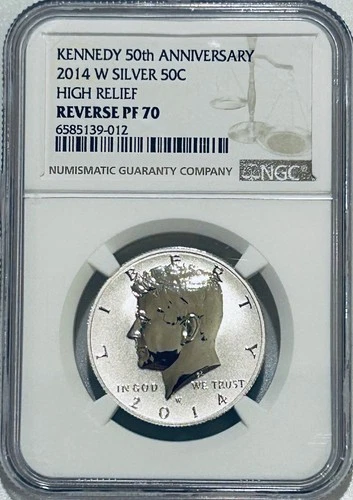 KENNEDY 50th ANNIVERSARY
2014 W SILVER 50C
HIGH RELIEF
REVERSE PF 70
6585139-012
NUMISMATIC GUARANTY COMPANY
NGC®
LIBERTY
IN GOD WE TRUST
W
2014